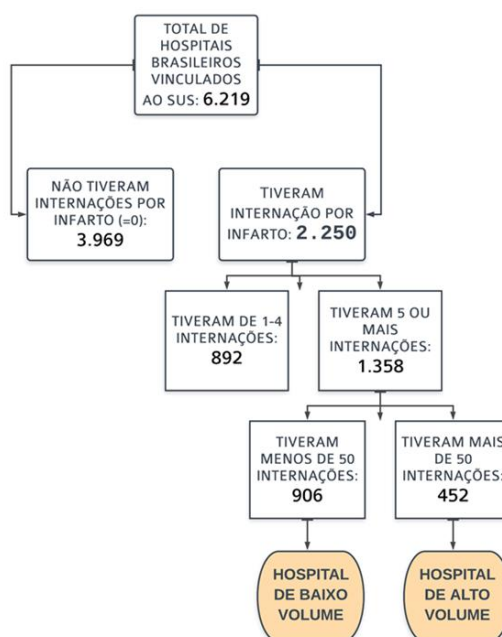 TOTAL DE
HOSPITAIS
BRASILEIROS
VINCULADOS
AO SUS: 6.219
NÃO TIVERAM
INTERNAÇÕES POR
INFARTO (=0):
3.969
TIVERAM
INTERNAÇÃO POR
INFARTO: 2.250
TIVERAM DE 1-4
INTERNAÇÕES:
892
TIVERAM 5 OU
MAIS
INTERNAÇÕES:
1.358
TIVERAM
MENOS DE 50
INTERNAÇÕES:
906
TIVERAM MAIS
DE 50
INTERNAÇÕES:
452
HOSPITAL
DE BAIXO
VOLUME
HOSPITAL
DE ALTO
VOLUME